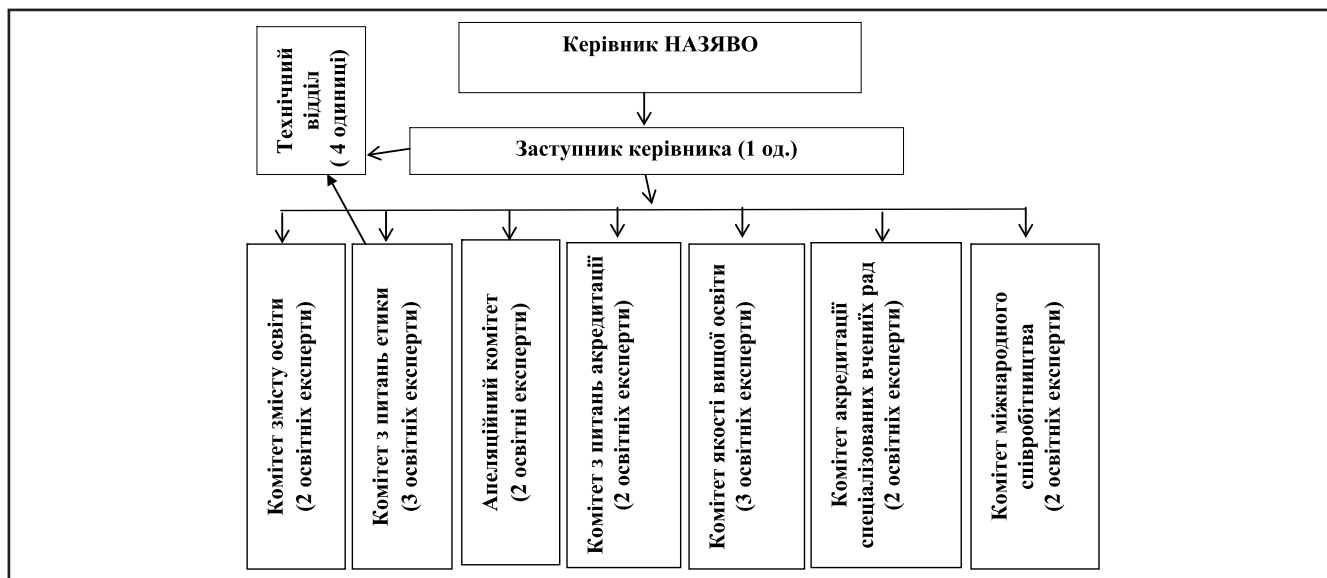 Керівник НАЗЯВО
Технічний
відділ
( 4 одиниці)
Заступник керівника (1 од.)
Комітет змісту освіти
(2 освітніх експерти)
Комітет з питань етики
(3 освітніх експерти)
Апеляційний комітет
(2 освітні експерти)
Комітет з питань акредитації
(2 освітніх експерти)
Комітет якості вищої освіти
(3 освітніх експерти)
Комітет акредитації
спеціалізованих вчениїх рад
(2 освітніх експерти)
Комітет міжнародного
співробітництва
(2 освітніх експерти)